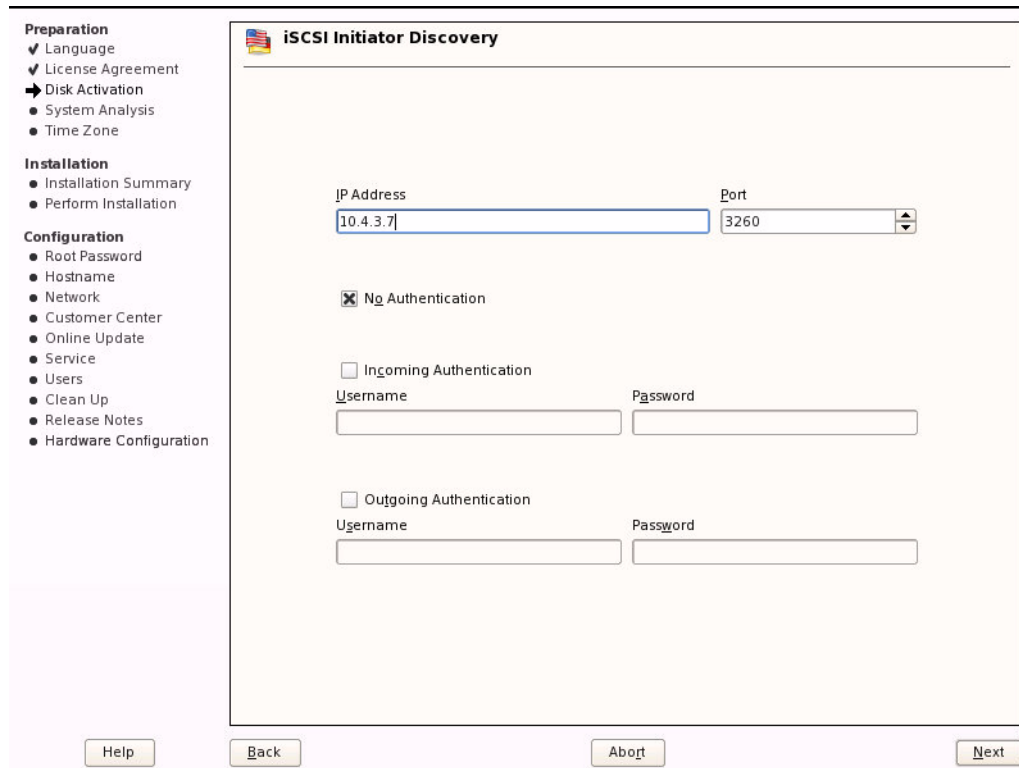 Preparation
Language
License Agreement
Disk Activation
System Analysis
Time Zone
Installation
Installation Summary
Perform Installation
Configuration
Root Password
Hostname
Network
Customer Center
Online Update
Service
Users
Clean Up
Release Notes
Hardware Configuration
iSCSI Initiator Discovery
IP Address Port
10.4.3.7 3260
No Authentication
Incoming Authentication
Username Password
Outgoing Authentication
Username Password
Help Back Abort Next